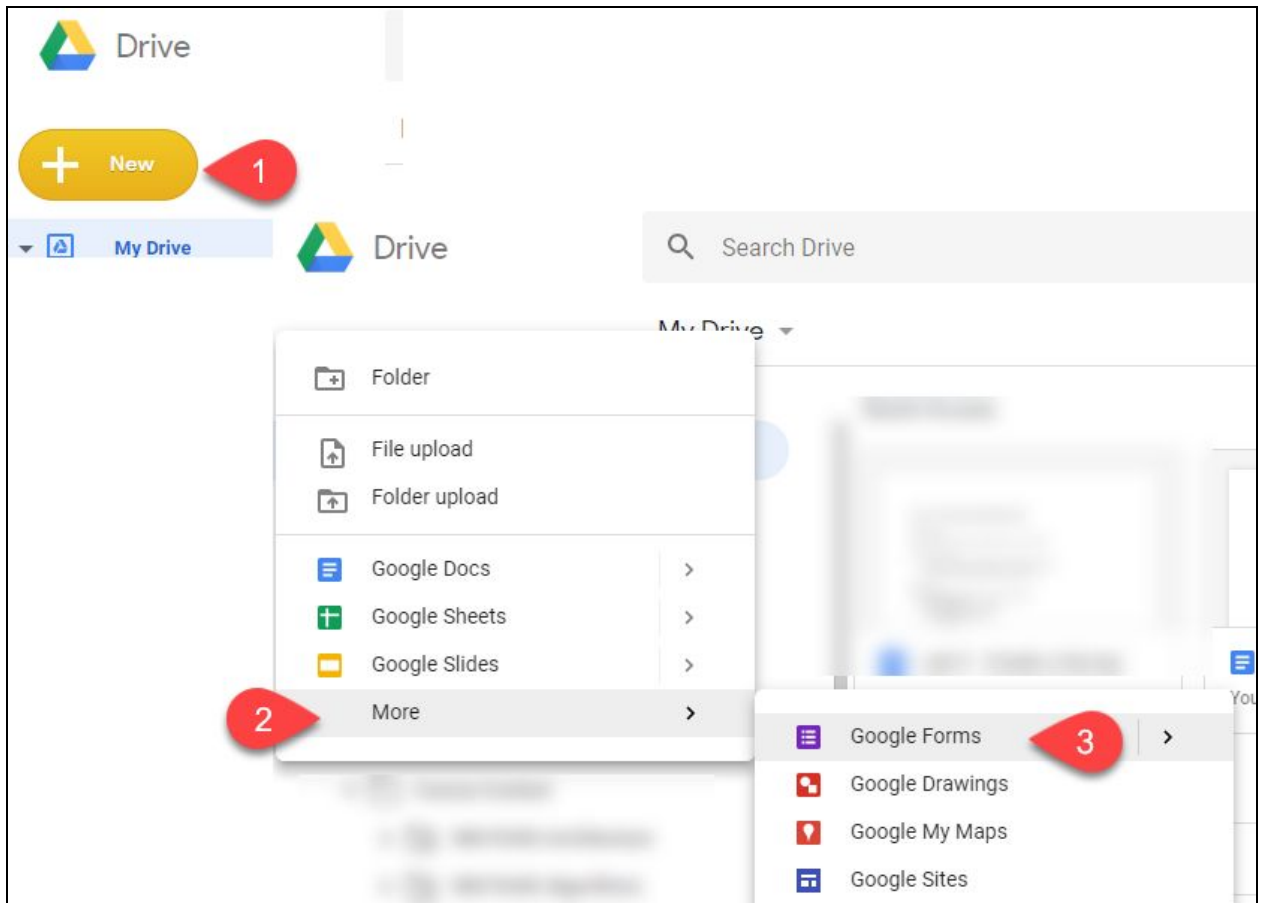 Drive
New
1
My Drive
Drive
Search Drive
My Drive
Folder
File upload
Folder upload
Google Docs
Google Sheets
Google Slides
2
More
You
Google Forms
3
Google Drawings
Google My Maps
Google Sites